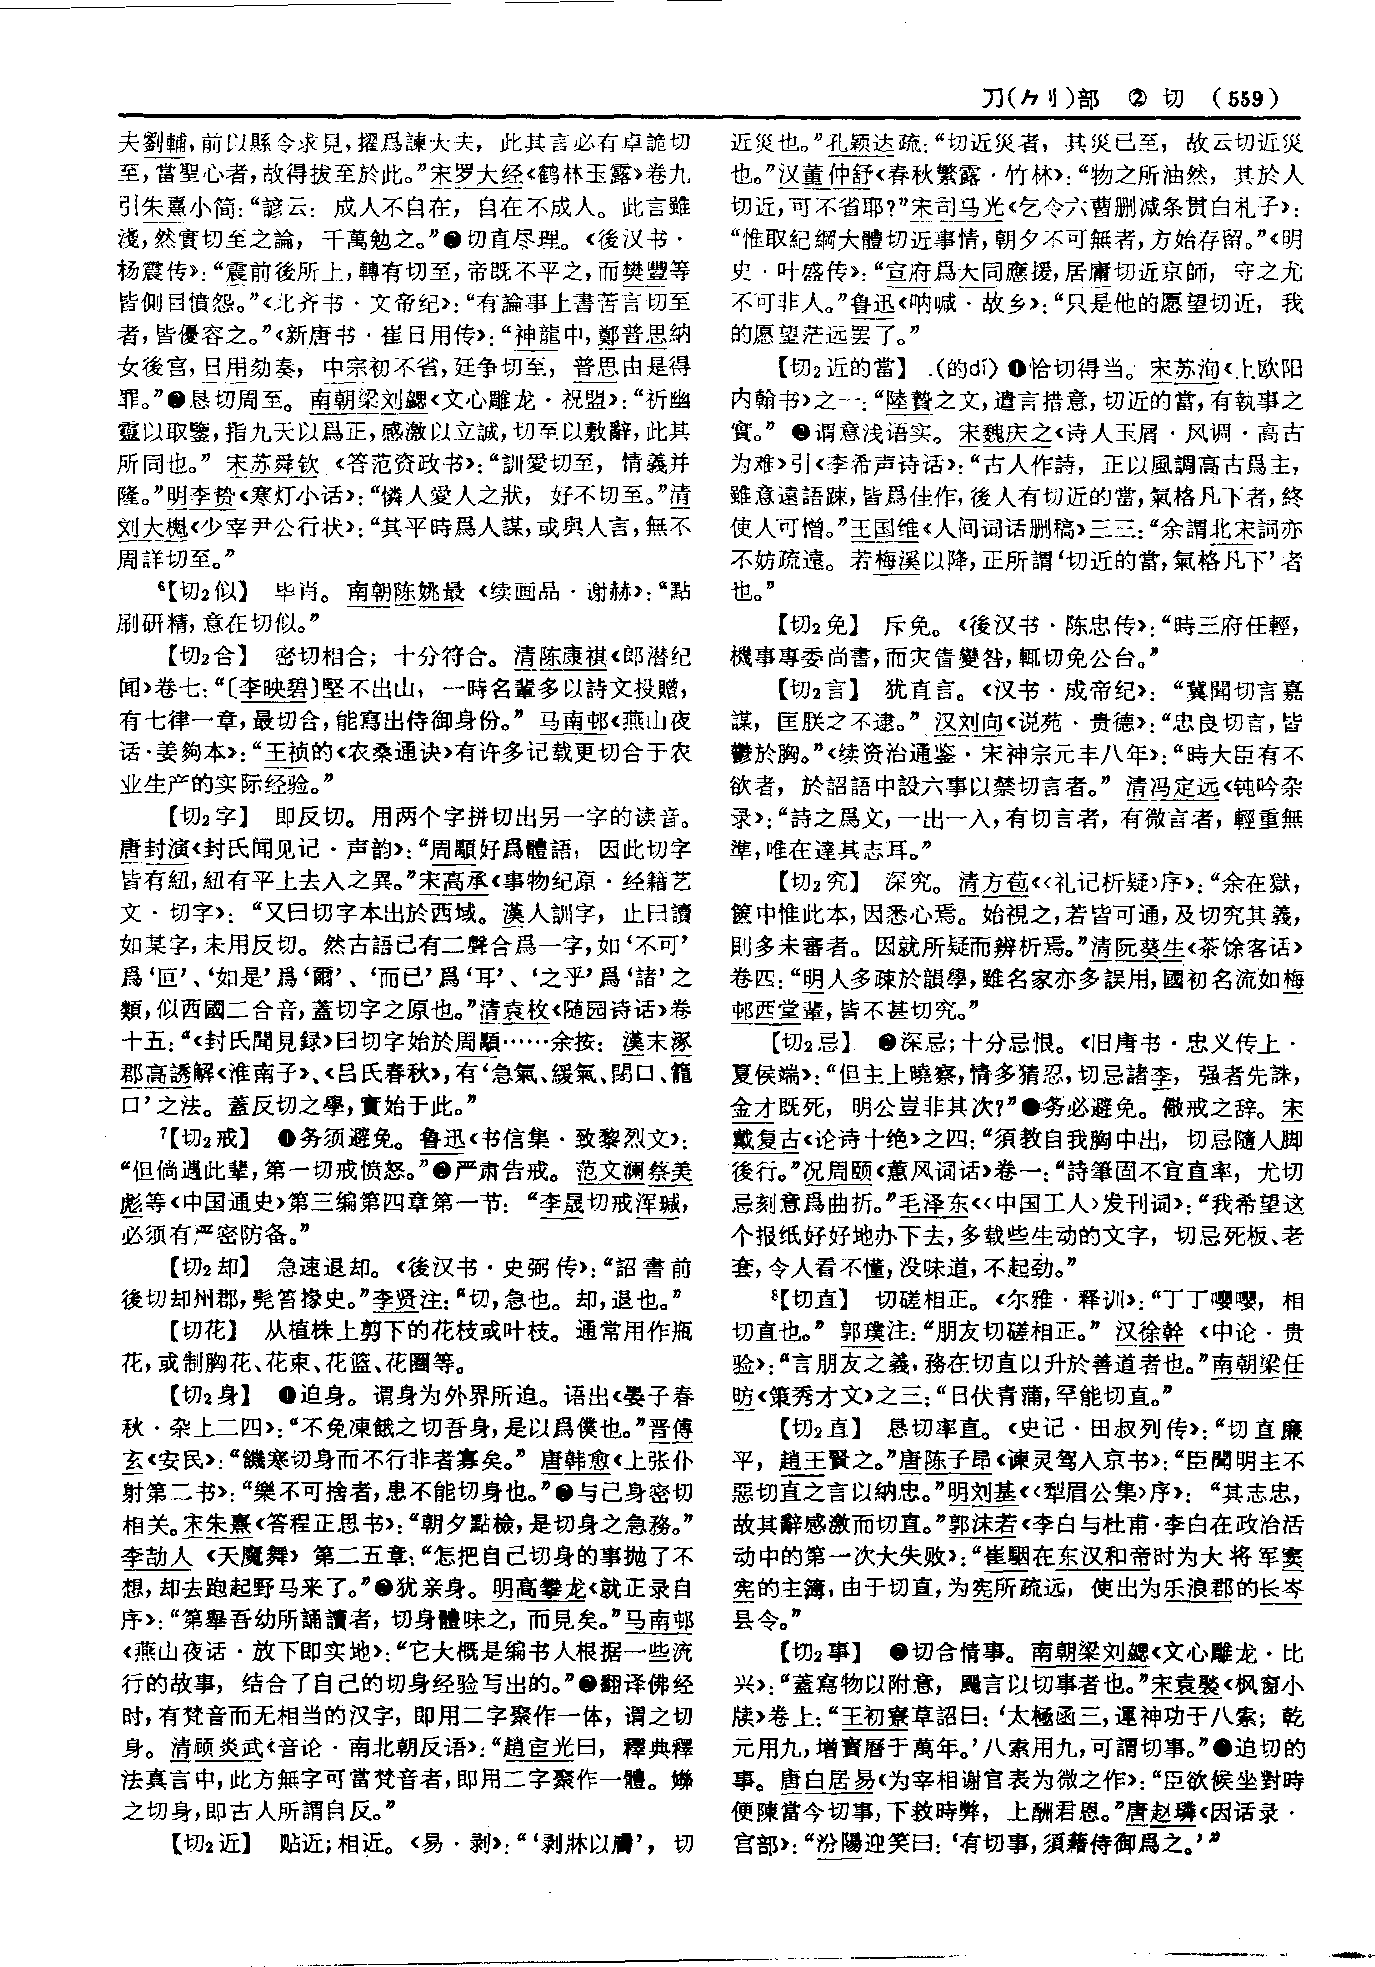 刀(⺈刂)部　② 切　(559)
夫劉輔，前以縣令求見，擢爲諫大夫，此其言必有卓詭切
至，當聖心者，故得拔至於此。”宋罗大经《鹤林玉露》卷九
引朱熹小简：“諺云：成人不自在，自在不成人。此言雖
淺，然實切至之論，千萬勉之。”❷切直尽理。《後汉书·
杨震传》：“震前後所上，轉有切至，帝既不平之，而樊豐等
皆側目憤怨。”《北齐书·文帝纪》：“有論事上書苦言切至
者，皆優容之。”《新唐书·崔日用传》：“神龍中，鄭普思納
女後宫，日用劾奏，中宗初不省，廷争切至，普思由是得
罪。”❸恳切周至。南朝梁刘勰《文心雕龙·祝盟》：“祈幽
靈以取鑒，指九天以爲正，感激以立誠，切至以敷辭，此其
所同也。”宋苏舜钦《答范资政书》：“訓愛切至，情義并
隆。”明李贽《寒灯小话》：“憐人愛人之狀，好不切至。”清
刘大櫆《少宰尹公行状》：“其平時爲人謀，或與人言，無不
周詳切至。”
⁶【切₂似】　毕肖。南朝陈姚最《续画品·谢赫》：“點
刷研精，意在切似。”
【切₂合】　密切相合；十分符合。清陈康祺《郎潜纪
闻》卷七：“〔李映碧〕堅不出山，一時名輩多以詩文投贈，
有七律一章，最切合，能寫出侍御身份。”马南邨《燕山夜
话·姜够本》：“王祯的《农桑通诀》有许多记载更切合于农
业生产的实际经验。”
【切₂字】　即反切。用两个字拼切出另一字的读音。
唐封演《封氏闻见记·声韵》：“周顒好爲體語，因此切字
皆有紐，紐有平上去入之異。”宋高承《事物纪原·经籍艺
文·切字》：“又曰切字本出於西域。漢人訓字，止曰讀
如某字，未用反切。然古語已有二聲合爲一字，如‘不可’
爲‘叵’、‘如是’爲‘爾’、‘而已’爲‘耳’、‘之乎’爲‘諸’之
類，似西國二合音，蓋切字之原也。”清袁枚《随园诗话》卷
十五：“《封氏聞見録》曰切字始於周顒……余按：漢末涿
郡高誘解《淮南子》、《吕氏春秋》，有‘急氣、緩氣、閉口、籠
口’之法。蓋反切之學，實始于此。”
⁷【切₂戒】　❶务须避免。鲁迅《书信集·致黎烈文》：
“但倘遇此輩，第一切戒愤怒。”❷严肃告戒。范文澜蔡美
彪等《中国通史》第三编第四章第一节：“李晟切戒浑瑊，
必须有严密防备。”
【切₂却】　急速退却。《後汉书·史弼传》：“詔書前
後切却州郡，髡笞掾史。”李贤注：“切，急也。却，退也。”
【切花】　从植株上剪下的花枝或叶枝。通常用作瓶
花，或制胸花、花束、花篮、花圈等。
【切₂身】　❶迫身。谓身为外界所迫。语出《晏子春
秋·杂上二四》：“不免凍餓之切吾身，是以爲僕也。”晋傅
玄《安民》：“饑寒切身而不行非者寡矣。”唐韩愈《上张仆
射第二书》：“樂不可捨者，患不能切身也。”❷与己身密切
相关。宋朱熹《答程正思书》：“朝夕點檢，是切身之急務。”
李劼人《天魔舞》第二五章：“怎把自己切身的事抛了不
想，却去跑起野马来了。”❸犹亲身。明高攀龙《就正录自
序》：“第舉吾幼所誦讀者，切身體味之，而見矣。”马南邨
《燕山夜话·放下即实地》：“它大概是编书人根据一些流
行的故事，结合了自己的切身经验写出的。”❹翻译佛经
时，有梵音而无相当的汉字，即用二字聚作一体，谓之切
身。清顾炎武《音论·南北朝反语》：“趙宧光曰，釋典釋
法真言中，此方無字可當梵音者，即用二字聚作一體。
之切身，即古人所謂自反。”
【切₂近】　贴近；相近。《易·剥》：“‘剥牀以膚’，切
近災也。”孔颖达疏：“切近災者，其災已至，故云切近災
也。”汉董仲舒《春秋繁露·竹林》：“物之所油然，其於人
切近，可不省耶？”宋司马光《乞令六曹删减条贯白札子》：
“惟取紀綱大體切近事情，朝夕不可無者，方始存留。”《明
史·叶盛传》：“宣府爲大同應援，居庸切近京師，守之尤
不可非人。”鲁迅《呐喊·故乡》：“只是他的愿望切近，我
的愿望茫远罢了。”
【切₂近的當】　(的dí) ❶恰切得当。宋苏洵《上欧阳
内翰书》之一：“陸贄之文，遣言措意，切近的當，有執事之
實。”❷谓意浅语实。宋魏庆之《诗人玉屑·风调·高古
为难》引《李希声诗话》：“古人作詩，正以風調高古爲主，
雖意遠語踈，皆爲佳作，後人有切近的當，氣格凡下者，終
使人可憎。”王国维《人间词话删稿》三三：“余謂北宋詞亦
不妨疏遠。若梅溪以降，正所謂‘切近的當，氣格凡下’者
也。”
【切₂免】　斥免。《後汉书·陈忠传》：“時三府任輕，
機事專委尚書，而灾眚變咎，輒切免公台。”
【切₂言】　犹直言。《汉书·成帝纪》：“冀聞切言嘉
謀，匡朕之不逮。”汉刘向《说苑·贵德》：“忠良切言，皆
鬱於胸。”《续资治通鉴·宋神宗元丰八年》：“時大臣有不
欲者，於詔語中設六事以禁切言者。”清冯定远《钝吟杂
录》：“詩之爲文，一出一入，有切言者，有微言者，輕重無
準，唯在達其志耳。”
【切₂究】　深究。清方苞《〈礼记析疑〉序》：“余在獄，
篋中惟此本，因悉心焉。始視之，若皆可通，及切究其義，
則多未審者。因就所疑而辨析焉。”清阮葵生《茶馀客话》
卷四：“明人多疎於韻學，雖名家亦多誤用，國初名流如梅
邨西堂輩，皆不甚切究。”
【切₂忌】　❶深忌；十分忌恨。《旧唐书·忠义传上·
夏侯端》：“但主上曉察，情多猜忍，切忌諸李，强者先誅，
金才既死，明公豈非其次？”❷务必避免。儆戒之辞。宋
戴复古《论诗十绝》之四：“須教自我胸中出，切忌隨人脚
後行。”况周颐《蕙风词话》卷一：“詩筆固不宜直率，尤切
忌刻意爲曲折。”毛泽东《〈中国工人〉发刊词》：“我希望这
个报纸好好地办下去，多载些生动的文字，切忌死板、老
套，令人看不懂，没味道，不起劲。”
⁸【切直】　切磋相正。《尔雅·释训》：“丁丁嘤嘤，相
切直也。”郭璞注：“朋友切磋相正。”汉徐幹《中论·贵
验》：“言朋友之義，務在切直以升於善道者也。”南朝梁任
昉《策秀才文》之三：“日伏青蒲，罕能切直。”
【切₂直】　恳切率直。《史记·田叔列传》：“切直廉
平，趙王賢之。”唐陈子昂《谏灵驾入京书》：“臣聞明主不
惡切直之言以納忠。”明刘基《〈犁眉公集〉序》：“其志忠，
故其辭感激而切直。”郭沫若《李白与杜甫·李白在政治活
动中的第一次大失败》：“崔駰在东汉和帝时为大将军窦
宪的主簿，由于切直，为宪所疏远，使出为乐浪郡的长岑
县令。”
【切₂事】　❶切合情事。南朝梁刘勰《文心雕龙·比
兴》：“蓋寫物以附意，颺言以切事者也。”宋袁褧《枫窗小
牍》卷上：“王初寮草詔曰：‘太極函三，運神功于八索；乾
元用九，增寶曆于萬年。’八索用九，可謂切事。”❷迫切的
事。唐白居易《为宰相谢官表为微之作》：“臣欲候坐對時
便陳當今切事，下救時弊，上酬君恩。”唐赵璘《因话录·
宫部》：“汾陽迎笑曰：‘有切事，須藉侍御爲之。’”